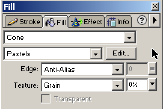 Fill
Stroke Fill Effect Info ?
Cone
Pastels Edit...
Edge: Anti-Alias 0
Texture: Grain 0%
Transparent